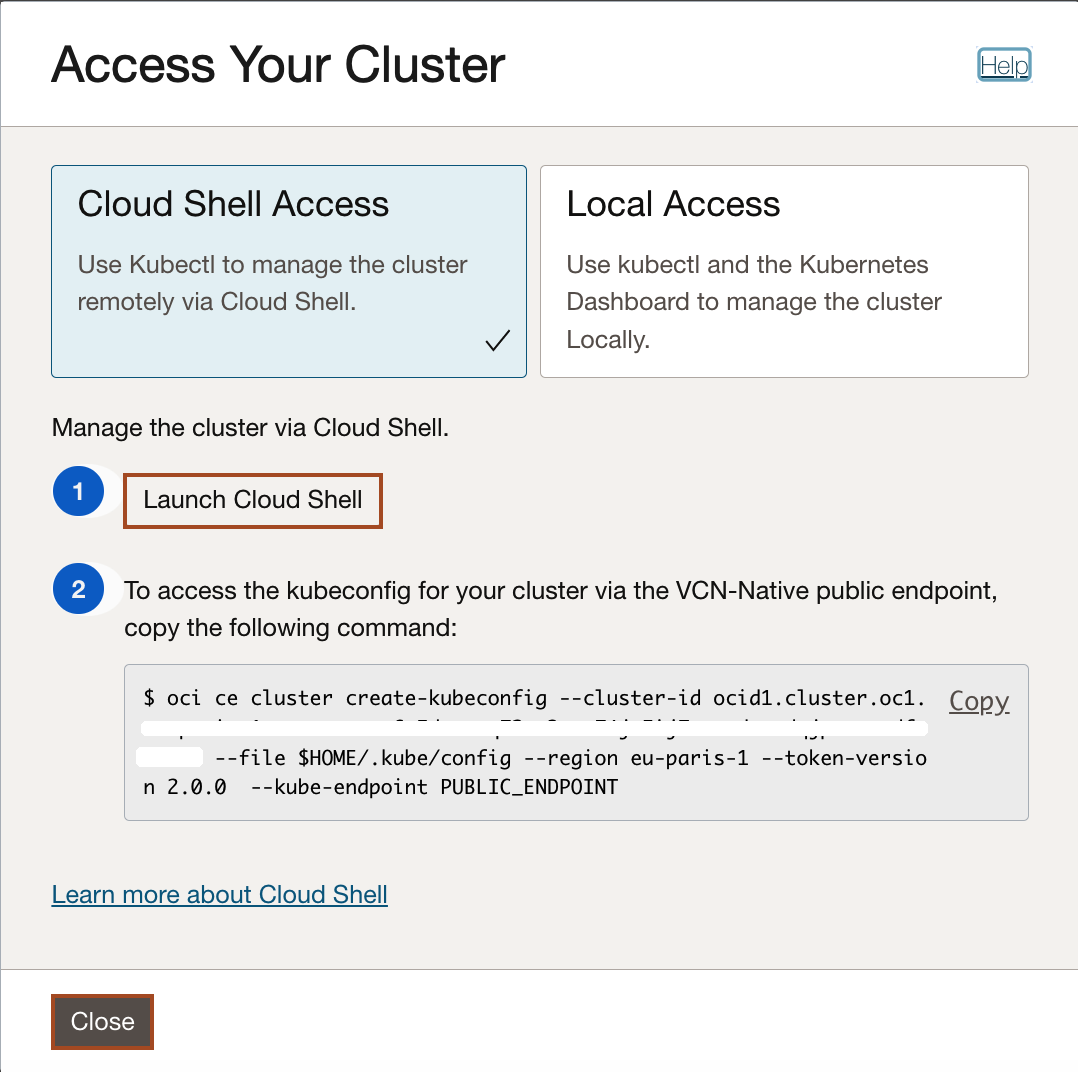 Access Your Cluster
Help
Cloud Shell Access
Use Kubectl to manage the cluster
remotely via Cloud Shell.
Local Access
Use kubectl and the Kubernetes
Dashboard to manage the cluster
Locally.
Manage the cluster via Cloud Shell.
1
Launch Cloud Shell
2
To access the kubeconfig for your cluster via the VCN-Native public endpoint,
copy the following command:
$ oci ce cluster create-kubeconfig --cluster-id ocid1.cluster.oc1.
Copy
--file $HOME/.kube/config --region eu-paris-1 --token-versio
n 2.0.0  --kube-endpoint PUBLIC_ENDPOINT
Learn more about Cloud Shell
Close